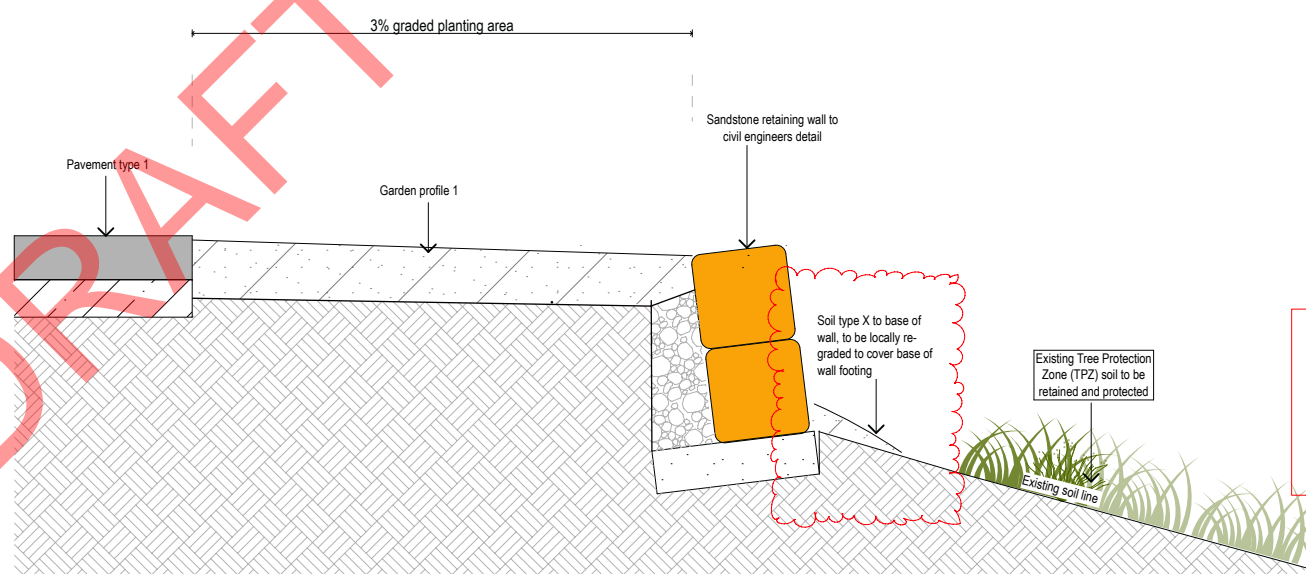 3% graded planting area
Sandstone retaining wall to
civil engineers detail
Pavement type 1
Garden profile 1
Soil type X to base of
wall, to be locally re-
graded to cover base of
wall footing
Existing Tree Protection
Zone (TPZ) soil to be
retained and protected
Existing soil line
DRAFT